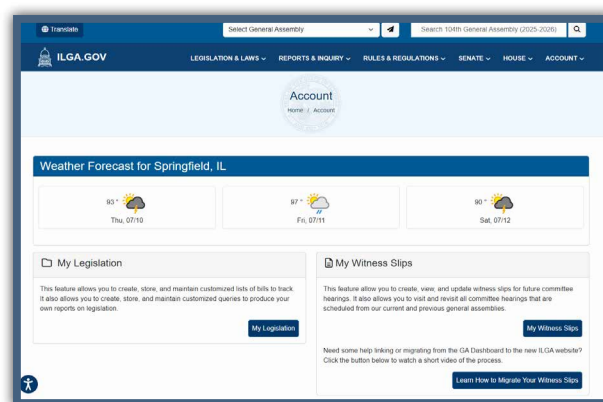 Translate
Select General Assembly
Search 104th General Assembly (2025-2026)
ILGA.GOV
LEGISLATION & LAWS
REPORTS & INQUIRY
RULES & REGULATIONS
SENATE
HOUSE
ACCOUNT
Account
Home / Account
Weather Forecast for Springfield, IL
93 °
Thu, 07/10
97 °
Fri, 07/11
90 °
Sat, 07/12
My Legislation
This feature allows you to create, store, and maintain customized lists of bills to track.
It also allows you to create, store, and maintain customized queries to produce your
own reports on legislation.
My Legislation
My Witness Slips
This feature allow you to create, view, and update witness slips for future committee
hearings. It also allows you to visit and revisit all committee hearings that are
scheduled from our current and previous general assemblies.
My Witness Slips
Need some help linking or migrating from the GA Dashboard to the new ILGA website?
Click the button below to watch a short video of the process.
Learn How to Migrate Your Witness Slips